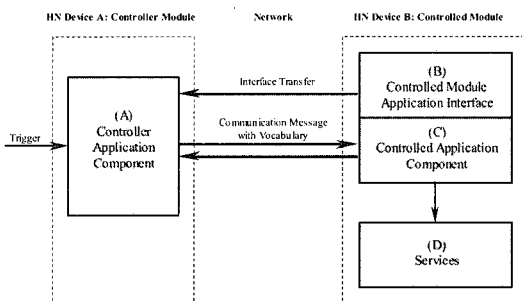 HN Device A: Controller Module
Network
HN Device B: Controlled Module
Trigger
(A)
Controller
Application
Component
Interface Transfer
Communication Message
with Vocabulary
(B)
Controlled Module
Application Interface
(C)
Controlled Application
Component
(D)
Services